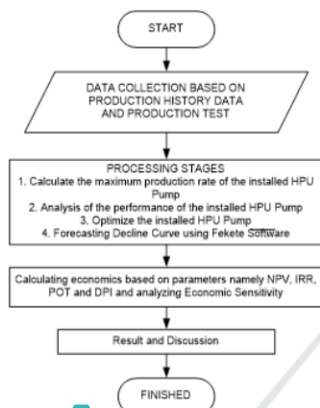 START
DATA COLLECTION BASED ON
PRODUCTION HISTORY DATA
AND PRODUCTION TEST
PROCESSING STAGES
1. Calculate the maximum production rate of the installed HPU
Pump
2. Analysis of the performance of the installed HPU Pump
3. Optimize the installed HPU Pump
4. Forecasting Decline Curve using Fekete Software
Calculating economics based on parameters namely NPV, IRR,
POT and DPI and analyzing Economic Sensitivity
Result and Discussion
FINISHED